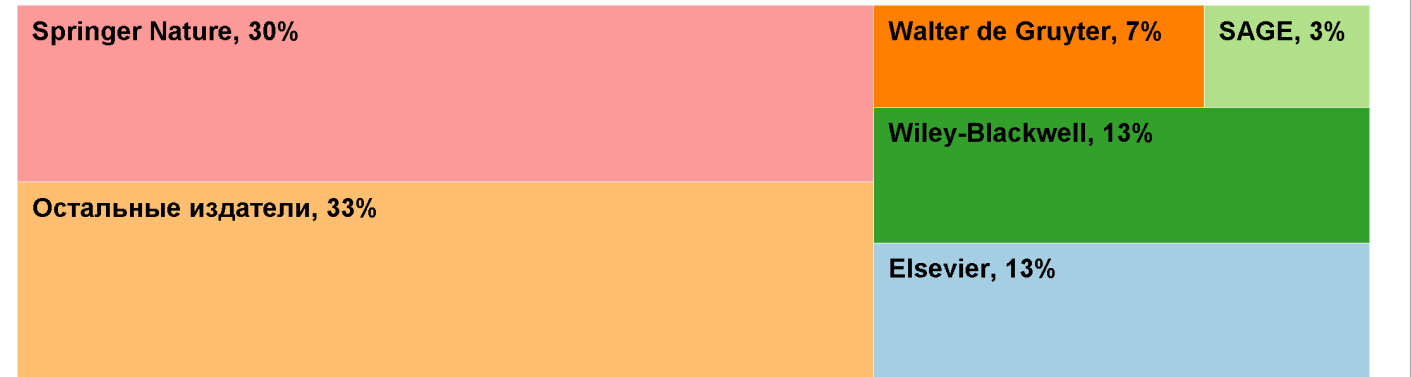 Springer Nature, 30%
Walter de Gruyter, 7%
SAGE, 3%
Wiley-Blackwell, 13%
Остальные издатели, 33%
Elsevier, 13%